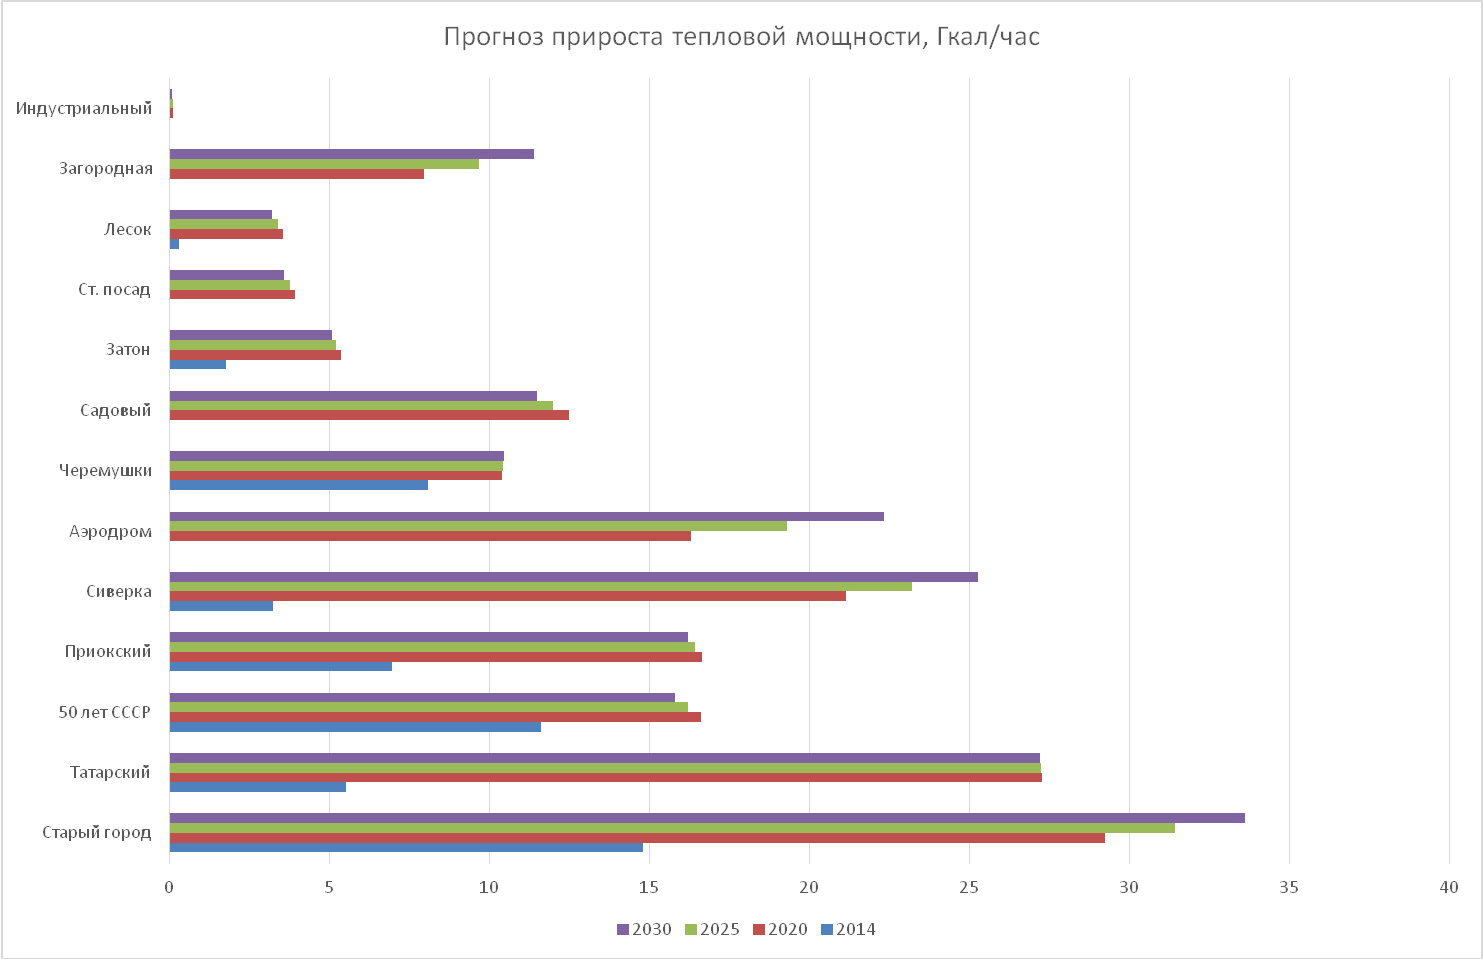 Прогноз прироста тепловой мощности, Гкал/час
Индустриальный
Загородная
Лесок
Ст. посад
Затон
Садовый
Черемушки
Аэродром
Сиверка
Приокский
50 лет СССР
Татарский
Старый город
0 5 10 15 20 25 30 35 40
2030 2025 2020 2014